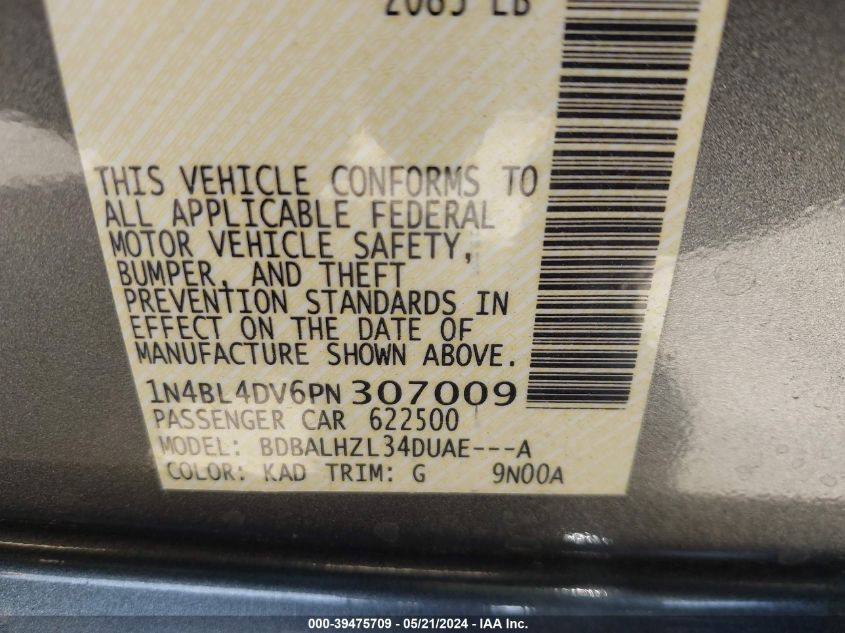 2085 LB
THIS VEHICLE CONFORMS TO
ALL APPLICABLE FEDERAL
MOTOR VEHICLE SAFETY,
BUMPER, AND THEFT
PREVENTION STANDARDS IN
EFFECT ON THE DATE OF
MANUFACTURE SHOWN ABOVE.
1N4BL4DV6PN307009
PASSENGER CAR 622500
MODEL: BDBALHZL34DUAE---A
COLOR: KAD TRIM: G 9N00A
000-39475709 - 05/21/2024 - IAA Inc.